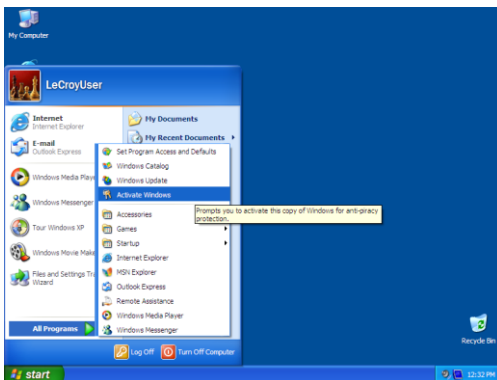 My Computer
LeCroyUser
Internet
Internet Explorer
E-mail
Outlook Express
Windows Media Playe
Windows Messenger
Tour Windows XP
Windows Movie Make
Files and Settings Tra
Wizard
All Programs
My Documents
My Recent Documents
Set Program Access and Defaults
Windows Catalog
Windows Update
Activate Windows
Prompts you to activate this copy of Windows for anti-piracy
protection.
Accessories
Games
Startup
Internet Explorer
MSN Explorer
Outlook Express
Remote Assistance
Windows Media Player
Windows Messenger
Log Off
Turn Off Computer
Recycle Bin
start
12:32 PM